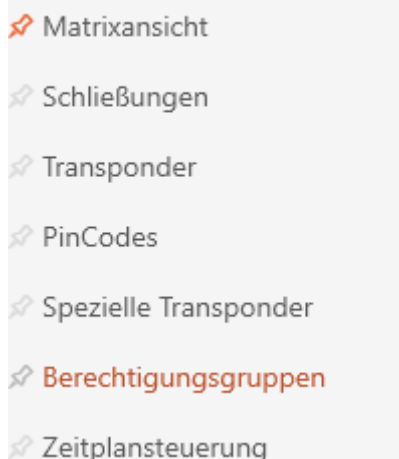 Matrixansicht
Schließungen
Transponder
PinCodes
Spezielle Transponder
Berechtigungsgruppen
Zeitplansteuerung